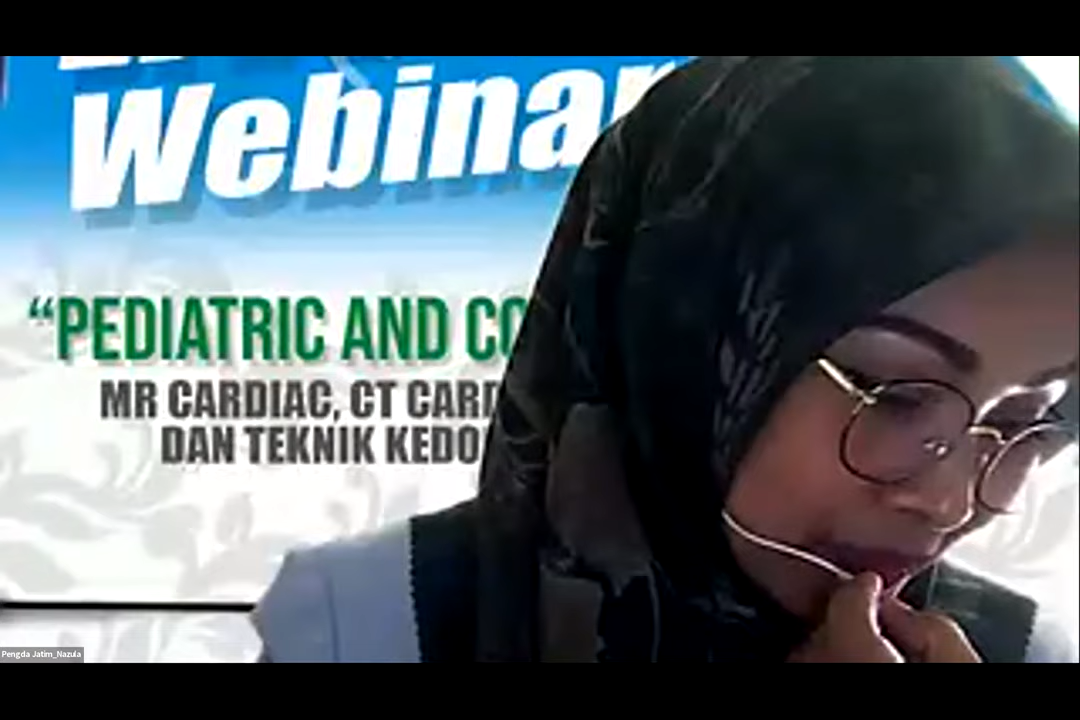 Webinar
"PEDIATRIC AND CO
MR CARDIAC, CT CARD
DAN TEKNIK KEDO
Pengda Jatim_Nazula